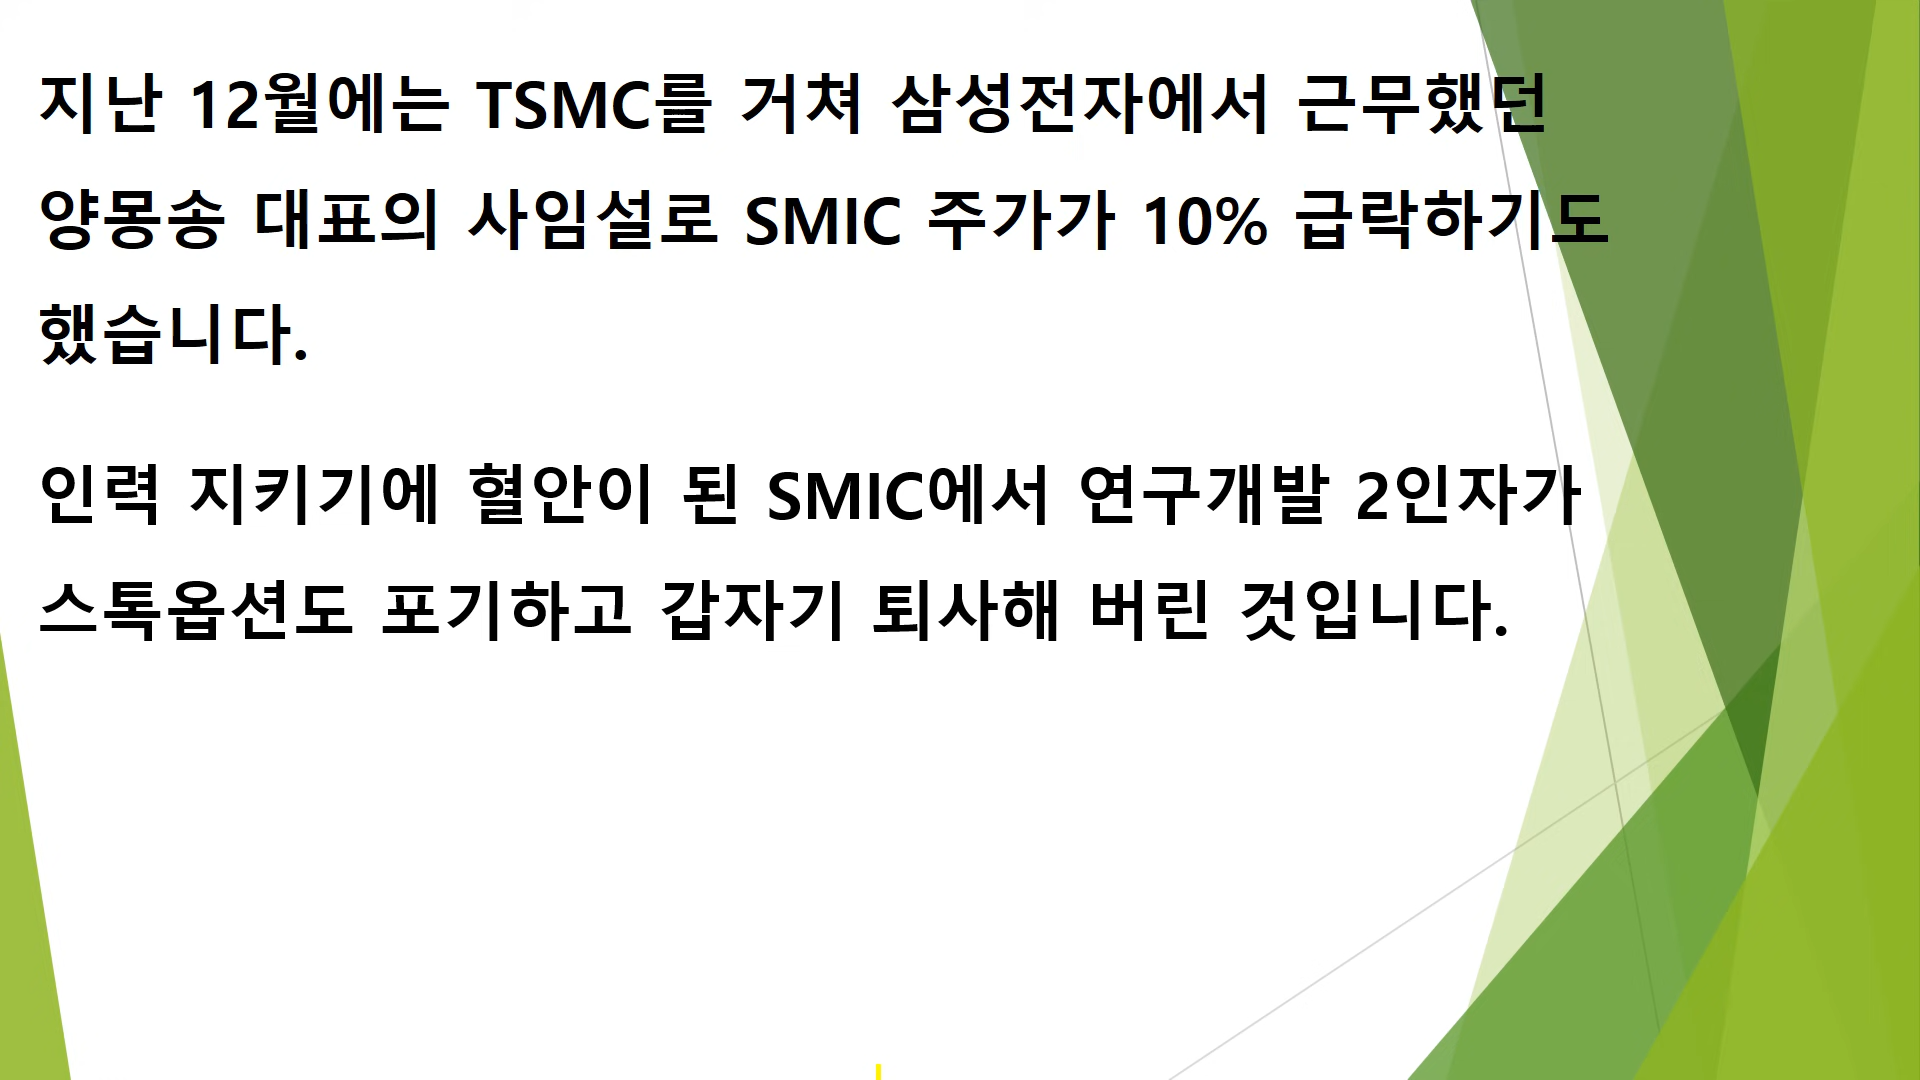 지난 12월에는 TSMC를 거쳐 삼성전자에서 근무했던
양몽송 대표의 사임설로 SMIC 주가가 10% 급락하기도
했습니다.
인력 지키기에 혈안이 된 SMIC에서 연구개발 2인자가
스톡옵션도 포기하고 갑자기 퇴사해 버린 것입니다.